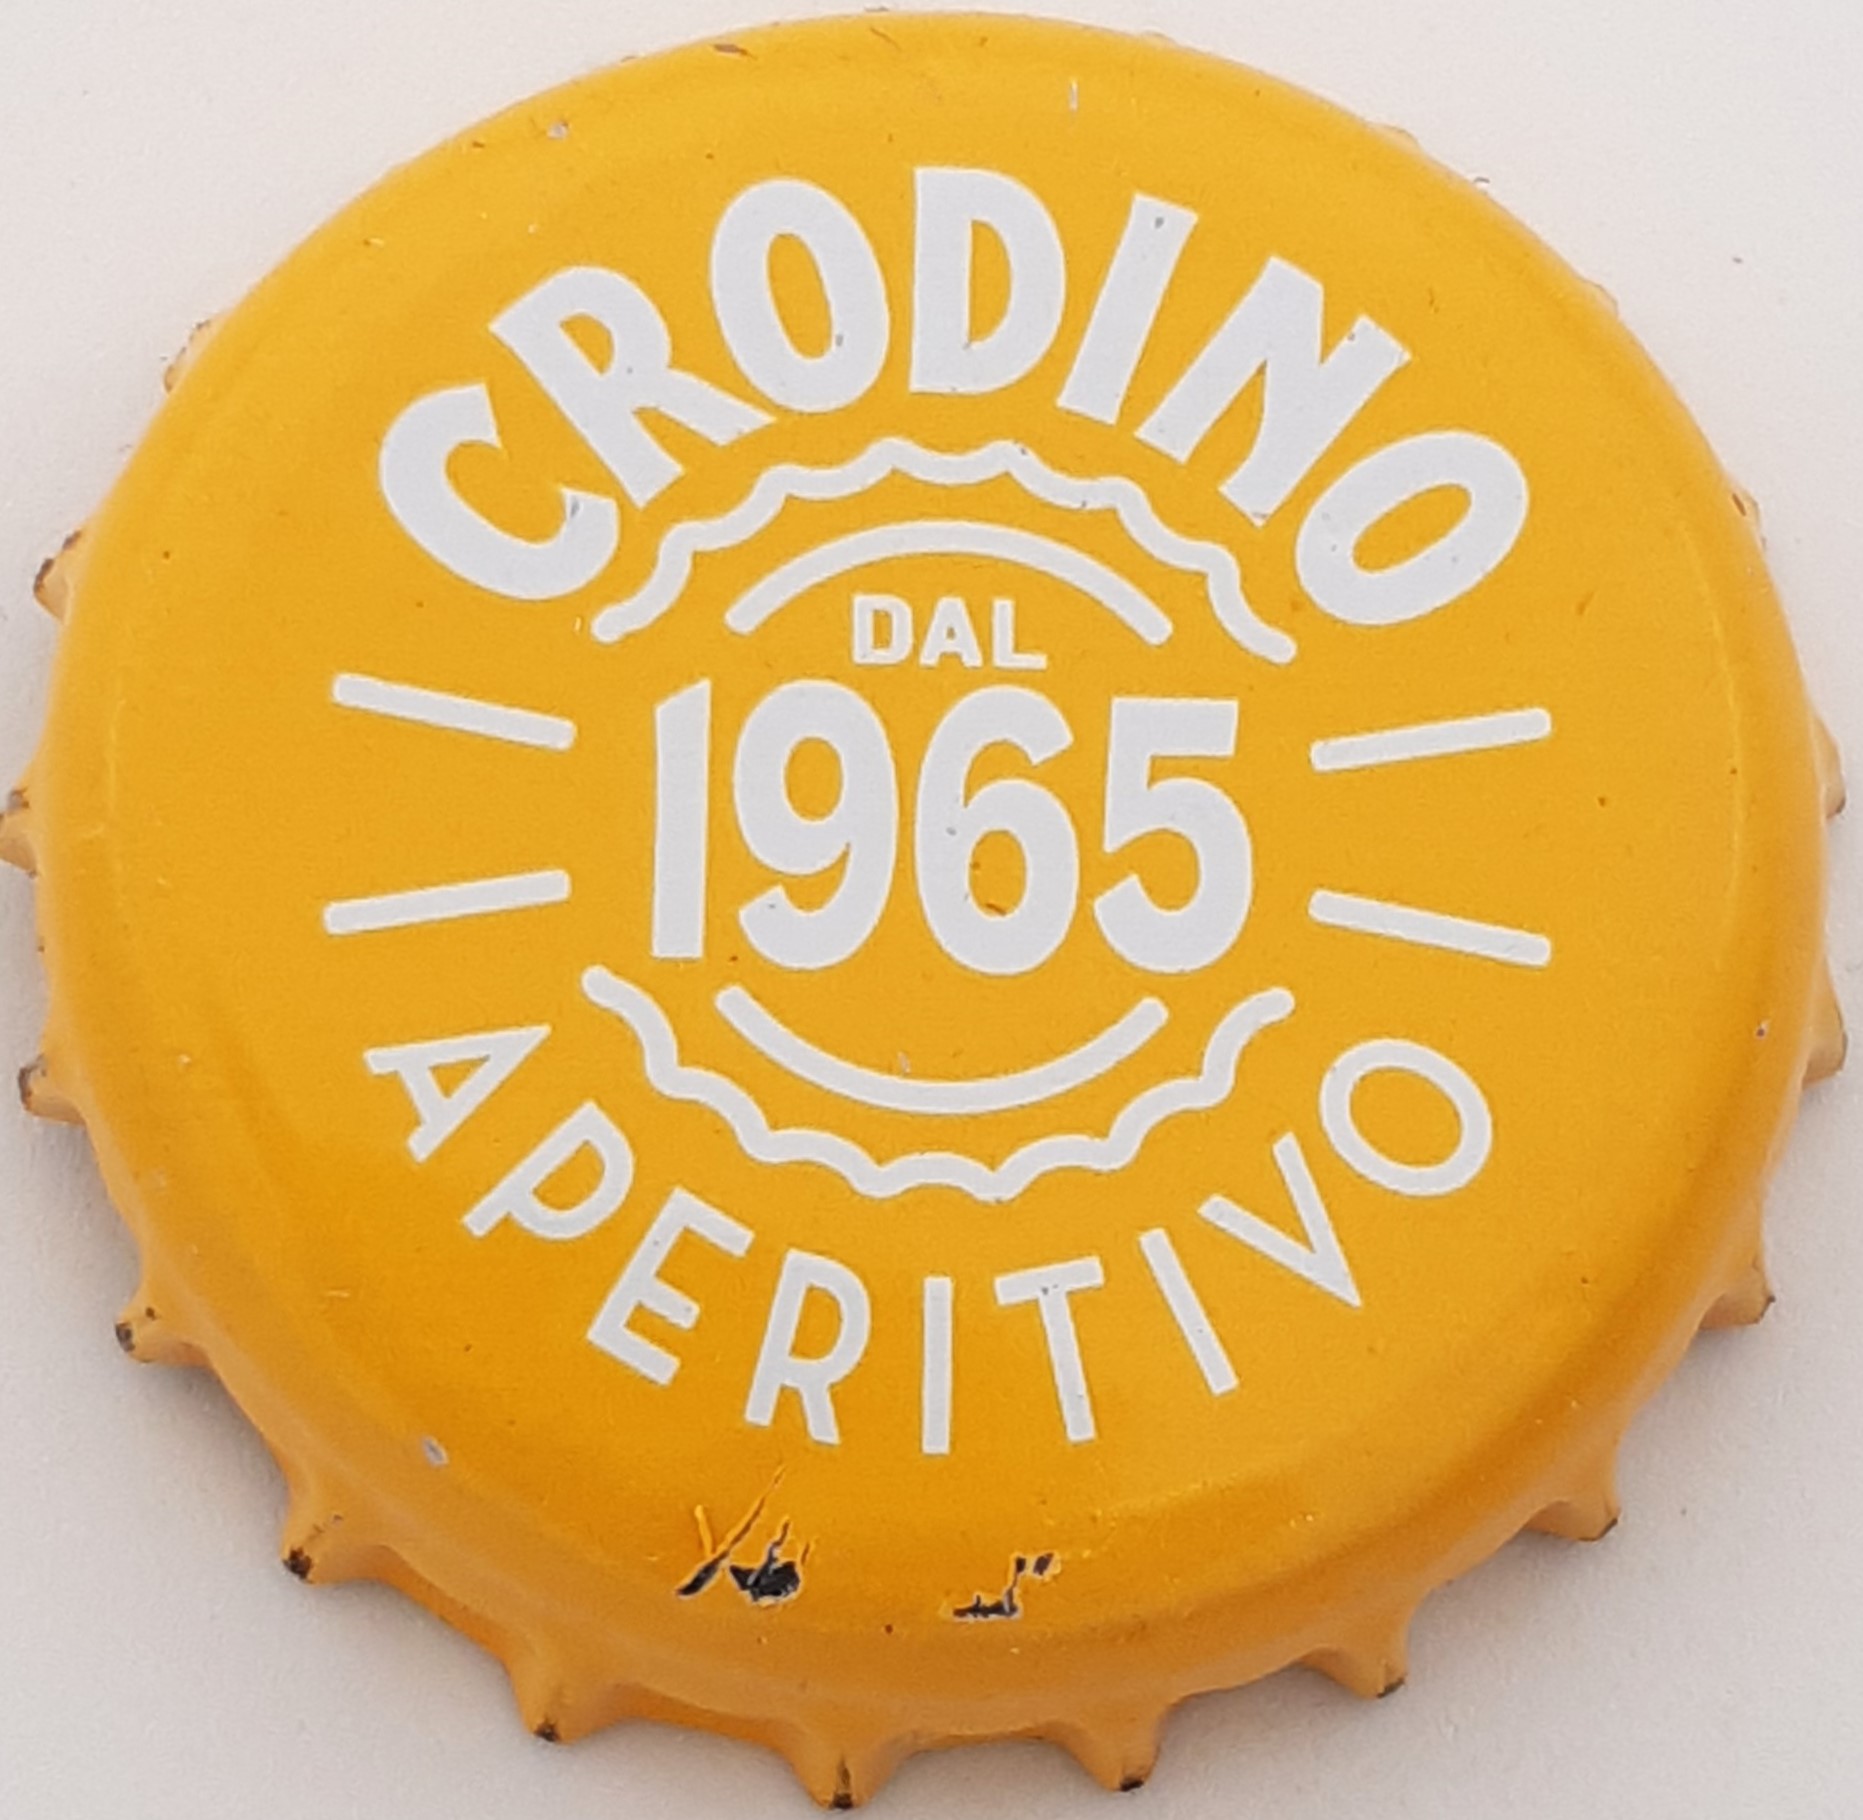 CRODINO
DAL
1965
APERITIVO